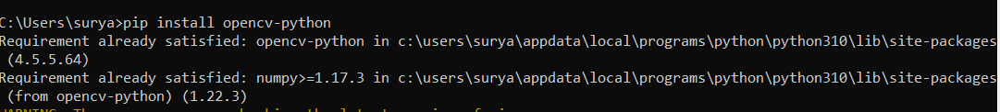 C:\Users\surya>pip install opencv-python
Requirement already satisfied: opencv-python in c:\users\surya\appdata\local\programs\python\python310\lib\site-packages
(4.5.5.64)
Requirement already satisfied: numpy>=1.17.3 in c:\users\surya\appdata\local\programs\python\python310\lib\site-packages
(from opencv-python) (1.22.3)